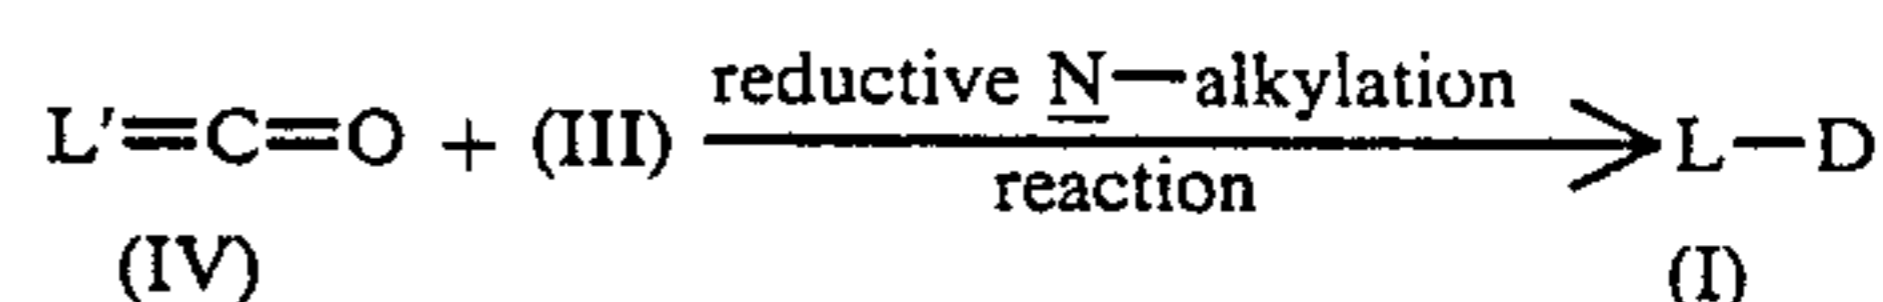 reductive N—alkylation
L'=C=O + (III) → L—D
reaction
(IV) (I)